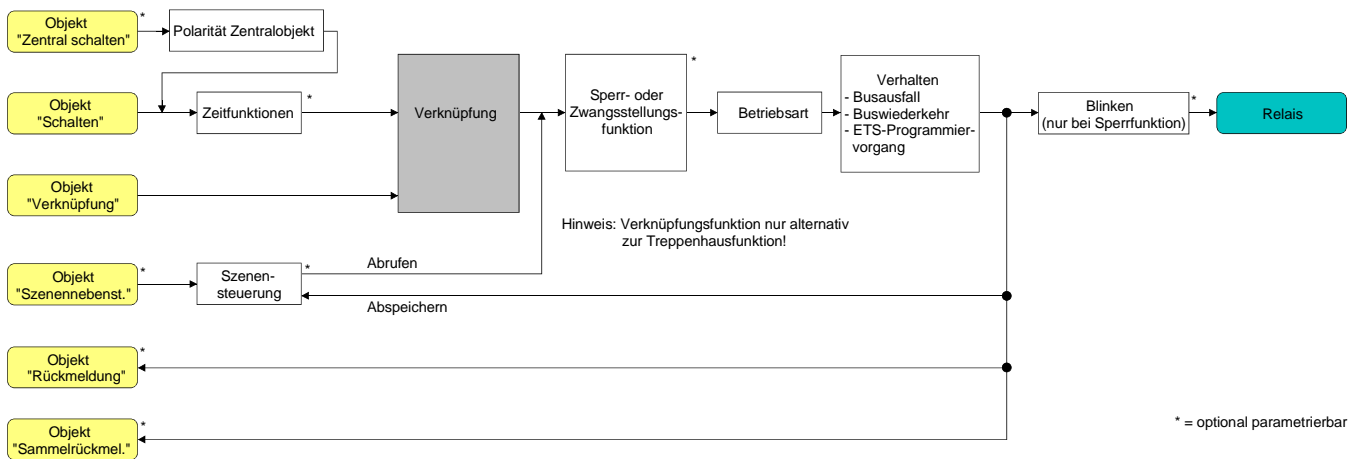 Objekt
"Zentral schalten"
*
Polarität Zentralobjekt
Objekt
"Schalten"
Zeitfunktionen
*
Verknüpfung
Sperr- oder
Zwangsstellungs-
funktion
*
Betriebsart
Verhalten
- Busausfall
- Buswiederkehr
- ETS-Programmier-
vorgang
Blinken
(nur bei Sperrfunktion)
*
Relais
Objekt
"Verknüpfung"
Hinweis: Verknüpfungsfunktion nur alternativ
zur Treppenhausfunktion!
Objekt
"Szenennebenst."
*
Szenen-
steuerung
*
Abrufen
Abspeichern
Objekt
"Rückmeldung"
*
Objekt
"Sammelrückmel."
*
* = optional parametrierbar